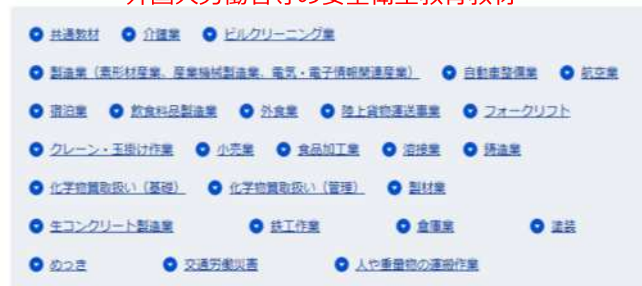 外国人労働者等の安全衛生教育教材
共通教材 介護業 ビルクリーニング業
製造業（素形材産業、産業機械製造業、電気・電子情報関連産業） 自動車整備業 航空業
宿泊業 飲食料品製造業 外食業 陸上貨物運送事業 フォークリフト
クレーン・玉掛け作業 小売業 食品加工業 溶接業 鋳造業
化学物質取扱い（基礎） 化学物質取扱い（管理） 製材業
生コンクリート製造業 鉄工作業 倉庫業 塗装
めっき 交通労働災害 人や重量物の運搬作業